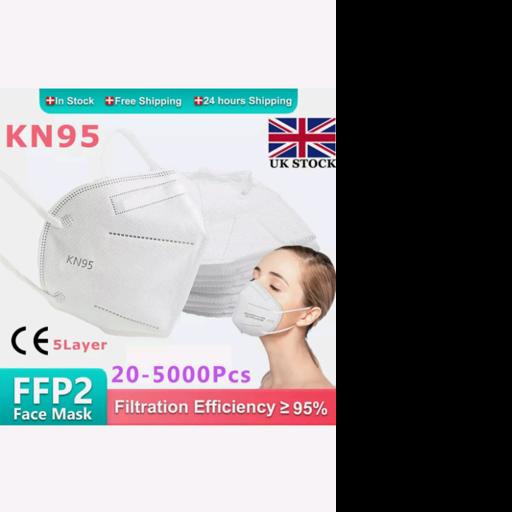 In Stock Free Shipping 24 hours Shipping
KN95
UK STOCK
KN95
CE 5Layer
20-5000Pcs
FFP2
Face Mask
Filtration Efficiency ≥ 95%